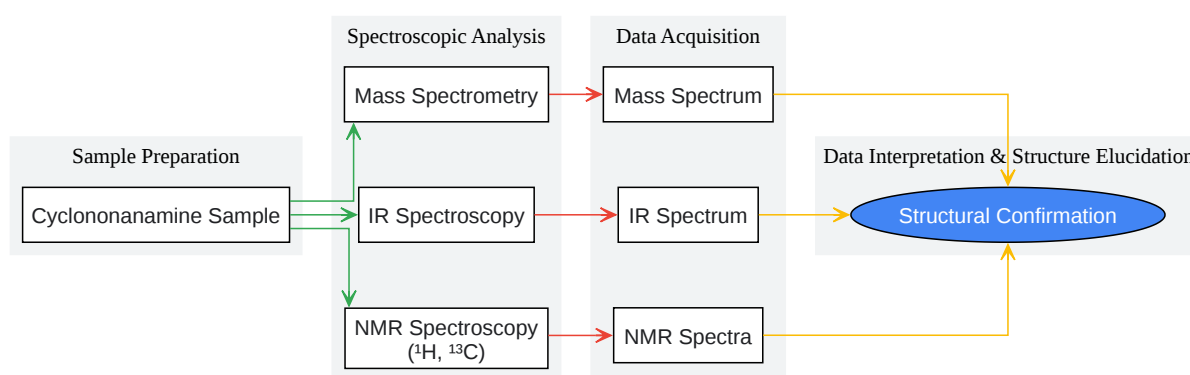 Spectroscopic Analysis
Data Acquisition
Mass Spectrometry
Mass Spectrum
Sample Preparation
Data Interpretation & Structure Elucidation
Cyclononanamine Sample
IR Spectroscopy
IR Spectrum
Structural Confirmation
NMR Spectroscopy
(¹H, ¹³C)
NMR Spectra